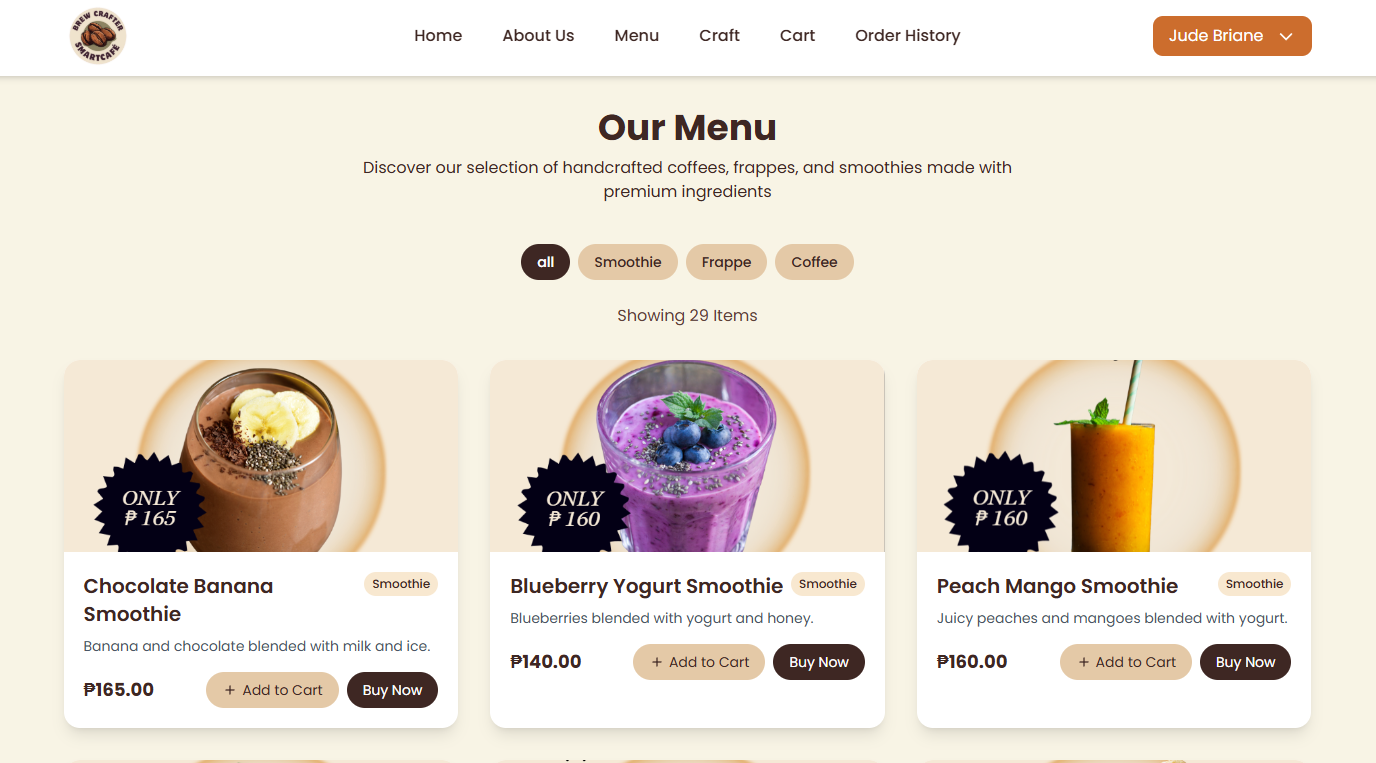 BREW CRAFTER
SMARTCAFÉ
Home
About Us
Menu
Craft
Cart
Order History
Jude Briane
Our Menu
Discover our selection of handcrafted coffees, frappes, and smoothies made with
premium ingredients
all
Smoothie
Frappe
Coffee
Showing 29 Items
ONLY
₱ 165
Chocolate Banana
Smoothie
Smoothie
Banana and chocolate blended with milk and ice.
₱165.00
+ Add to Cart
Buy Now
ONLY
₱ 160
Blueberry Yogurt Smoothie
Smoothie
Blueberries blended with yogurt and honey.
₱140.00
+ Add to Cart
Buy Now
ONLY
₱ 160
Peach Mango Smoothie
Smoothie
Juicy peaches and mangoes blended with yogurt.
₱160.00
+ Add to Cart
Buy Now